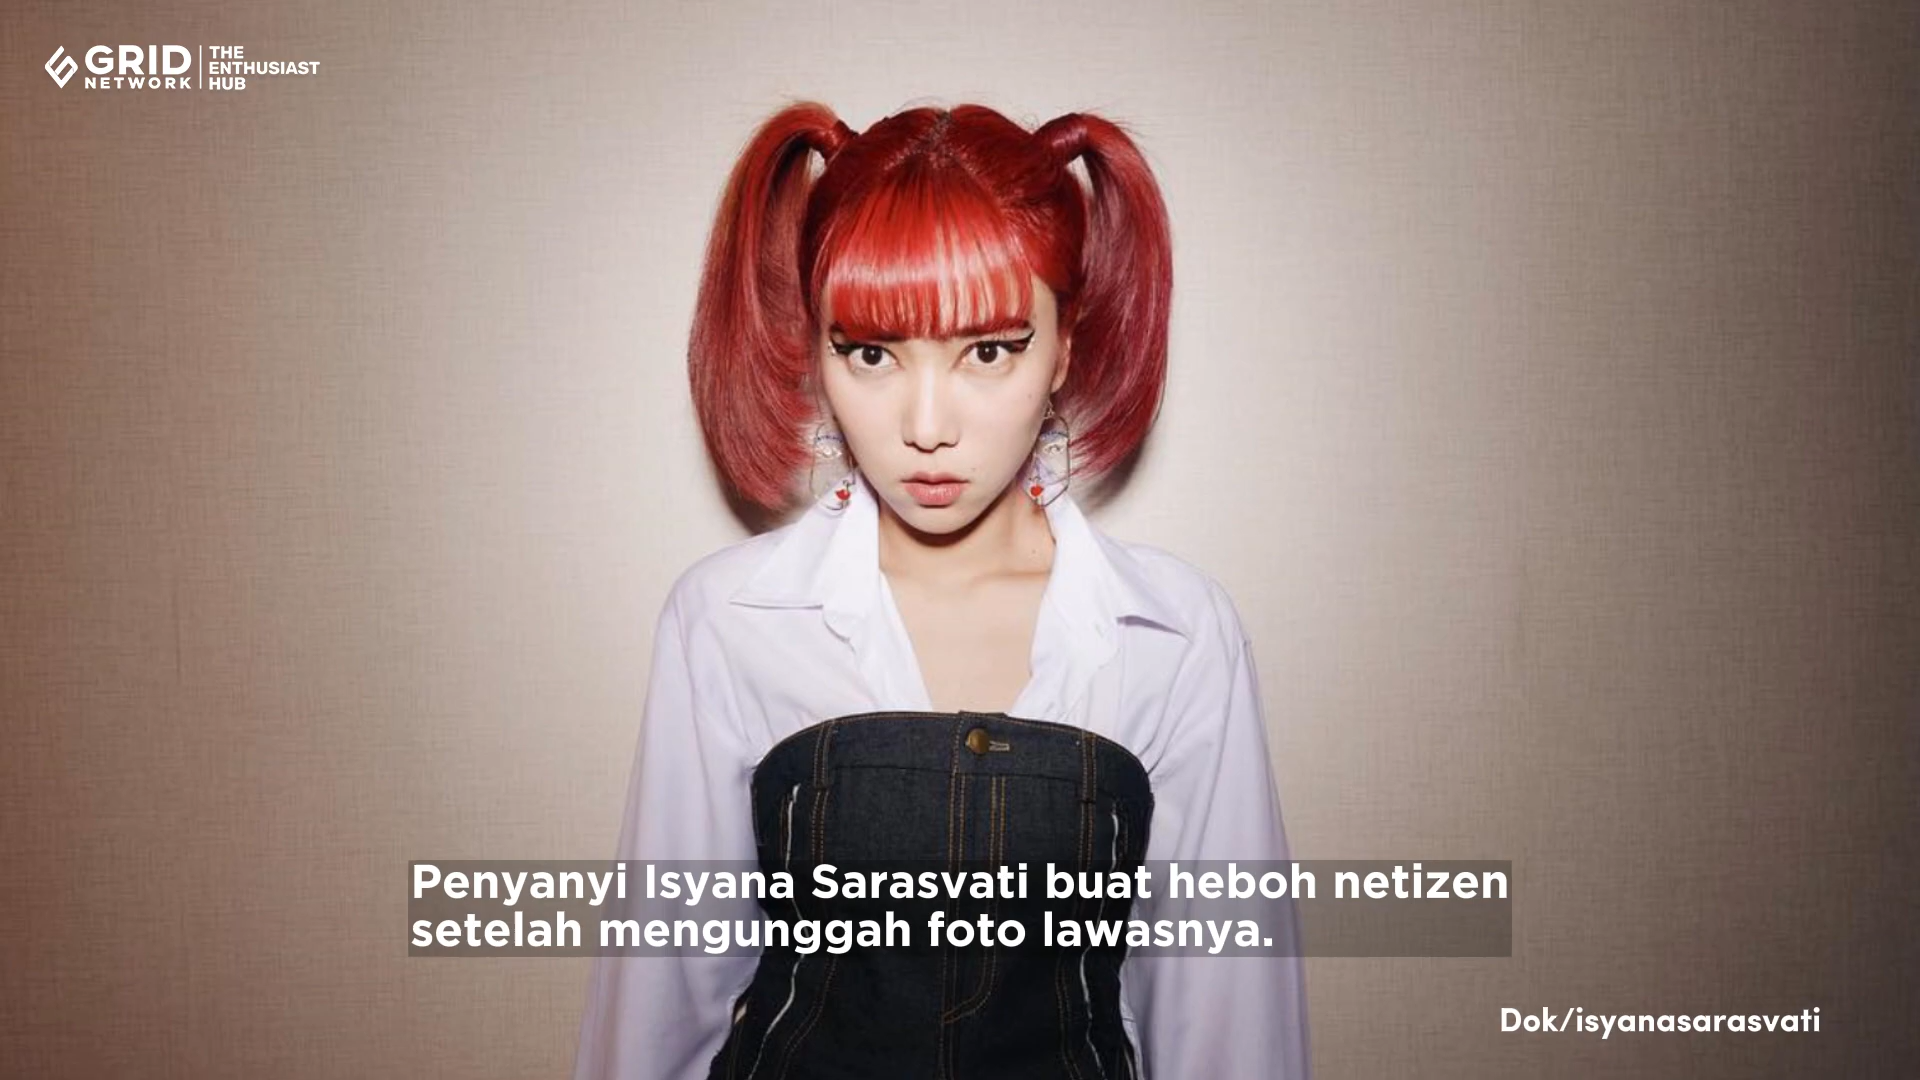 GRID
NETWORK
THE
ENTHUSIAST
HUB
Penyanyi Isyana Sarasvati buat heboh netizen
setelah mengunggah foto lawasnya.
Dok/isyanasarasvati